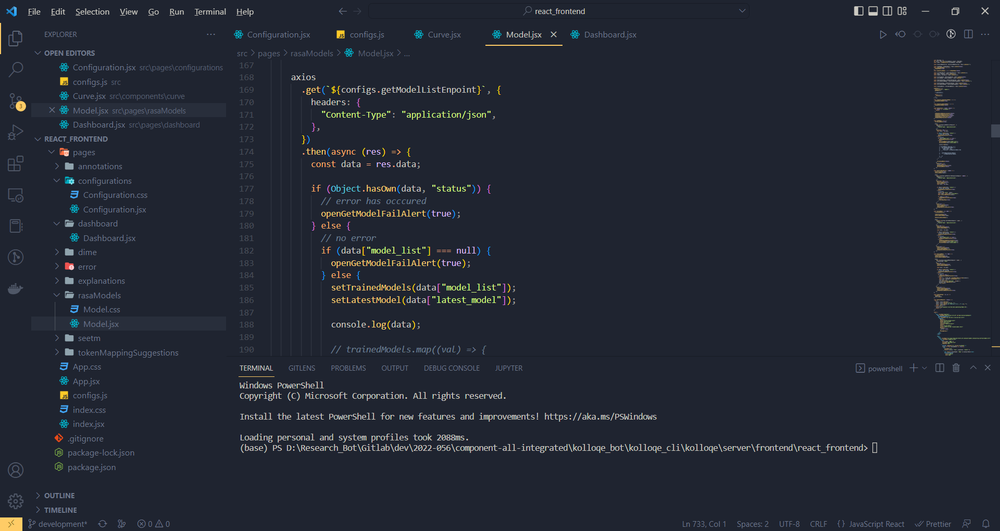 File Edit Selection View Go Run Terminal Help
react_frontend
EXPLORER
OPEN EDITORS
Configuration.jsx src\pages\configurations
configs.js src
Curve.jsx src\components\curve
Model.jsx src\pages\rasaModels
Dashboard.jsx src\pages\dashboard
REACT_FRONTEND
pages
annotations
configurations
Configuration.css
Configuration.jsx
dashboard
Dashboard.jsx
dime
error
explanations
rasaModels
Model.css
Model.jsx
seetm
tokenMappingSuggestions
App.css
App.jsx
configs.js
index.css
index.jsx
.gitignore
package-lock.json
package.json
OUTLINE
TIMELINE
3
Configuration.jsx configs.js Curve.jsx Model.jsx Dashboard.jsx
src > pages > rasaModels > Model.jsx > ...
167
168 axios
169 .get(`${configs.getModelListEnpoint}`, {
170 headers: {
171 "Content-Type": "application/json",
172 },
173 })
174 .then(async (res) => {
175 const data = res.data;
176
177 if (Object.hasOwn(data, "status")) {
178 // error has occcured
179 openGetModelFailAlert(true);
180 } else {
181 // no error
182 if (data["model_list"] === null) {
183 openGetModelFailAlert(true);
184 } else {
185 setTrainedModels(data["model_list"]);
186 setLatestModel(data["latest_model"]);
187
188 console.log(data);
189
190 // trainedModels.map((val) => {
TERMINAL GITLENS PROBLEMS OUTPUT DEBUG CONSOLE JUPYTER
powershell
Windows PowerShell
Copyright (C) Microsoft Corporation. All rights reserved.
Install the latest PowerShell for new features and improvements! https://aka.ms/PSWindows
Loading personal and system profiles took 2088ms.
(base) PS D:\Research_Bot\Gitlab\dev\2022-056\component-all-integrated\kolloqe_bot\kolloqe_cli\kolloqe\server\frontend\react_frontend>
development* 0 0
Ln 733, Col 1 Spaces: 2 UTF-8 CRLF {} JavaScript React Prettier